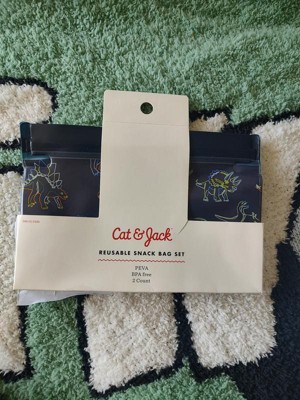 Cat & Jack
REUSABLE SNACK BAG SET
PEVA
BPA free
2 Count